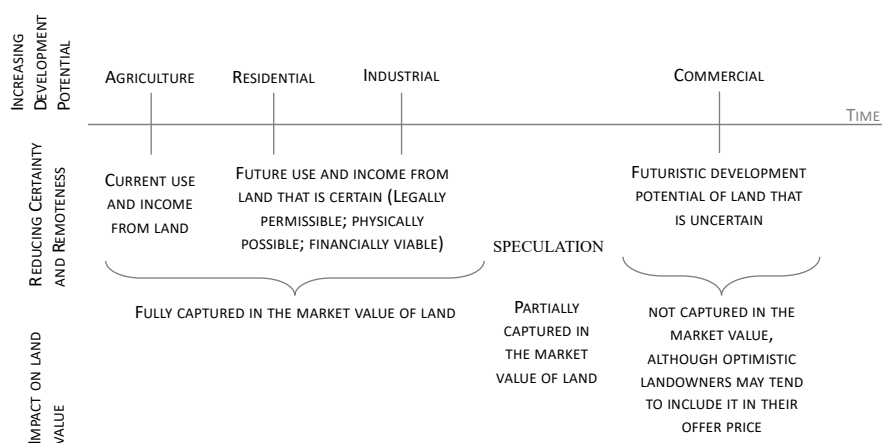 INCREASING
DEVELOPMENT
POTENTIAL
AGRICULTURE
RESIDENTIAL
INDUSTRIAL
COMMERCIAL
TIME
REDUCING CERTAINTY
AND REMOTENESS
CURRENT USE
AND INCOME
FROM LAND
FUTURE USE AND INCOME FROM
LAND THAT IS CERTAIN (LEGALLY
PERMISSIBLE; PHYSICALLY
POSSIBLE; FINANCIALLY VIABLE)
SPECULATION
FUTURISTIC DEVELOPMENT
POTENTIAL OF LAND THAT
IS UNCERTAIN
IMPACT ON LAND
VALUE
FULLY CAPTURED IN THE MARKET VALUE OF LAND
PARTIALLY
CAPTURED IN
THE MARKET
VALUE OF LAND
NOT CAPTURED IN THE
MARKET VALUE,
ALTHOUGH OPTIMISTIC
LANDOWNERS MAY TEND
TO INCLUDE IT IN THEIR
OFFER PRICE